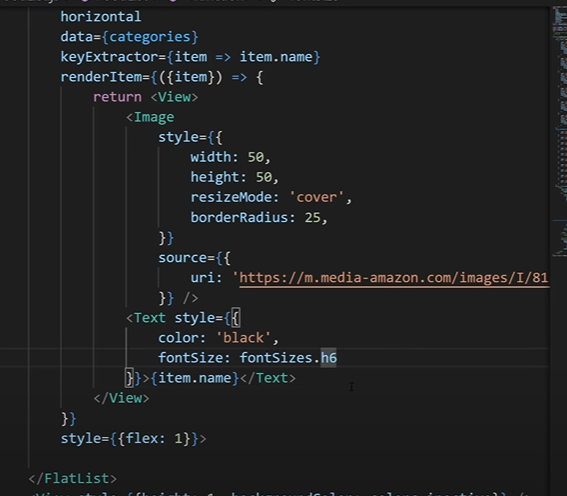 horizontal
data={categories}
keyExtractor={item => item.name}
renderItem={({item}) => {
return <View>
<Image
style={{
width: 50,
height: 50,
resizeMode: 'cover',
borderRadius: 25,
}}
source={{
uri: 'https://m.media-amazon.com/images/I/81
}} />
<Text style={{
color: 'black',
fontSize: fontSizes.h6
}}>{item.name}</Text>
</View>
}}
style={{flex: 1}}>
</FlatList>